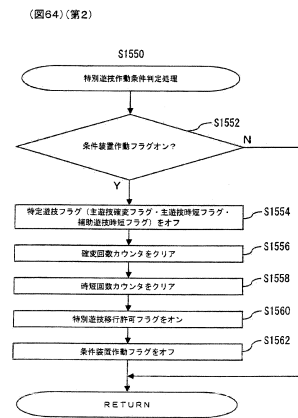 (図64)(第2)
S1550
特別遊技作動条件判定処理
S1552
条件装置作動フラグオン?
N
Y
特定遊技フラグ(主遊技確変フラグ・主遊技時短フラグ・
補助遊技時短フラグ)をオフ
S1554
確変回数カウンタをクリア
S1556
時短回数カウンタをクリア
S1558
特別遊技移行許可フラグをオン
S1560
条件装置作動フラグをオフ
S1562
RETURN